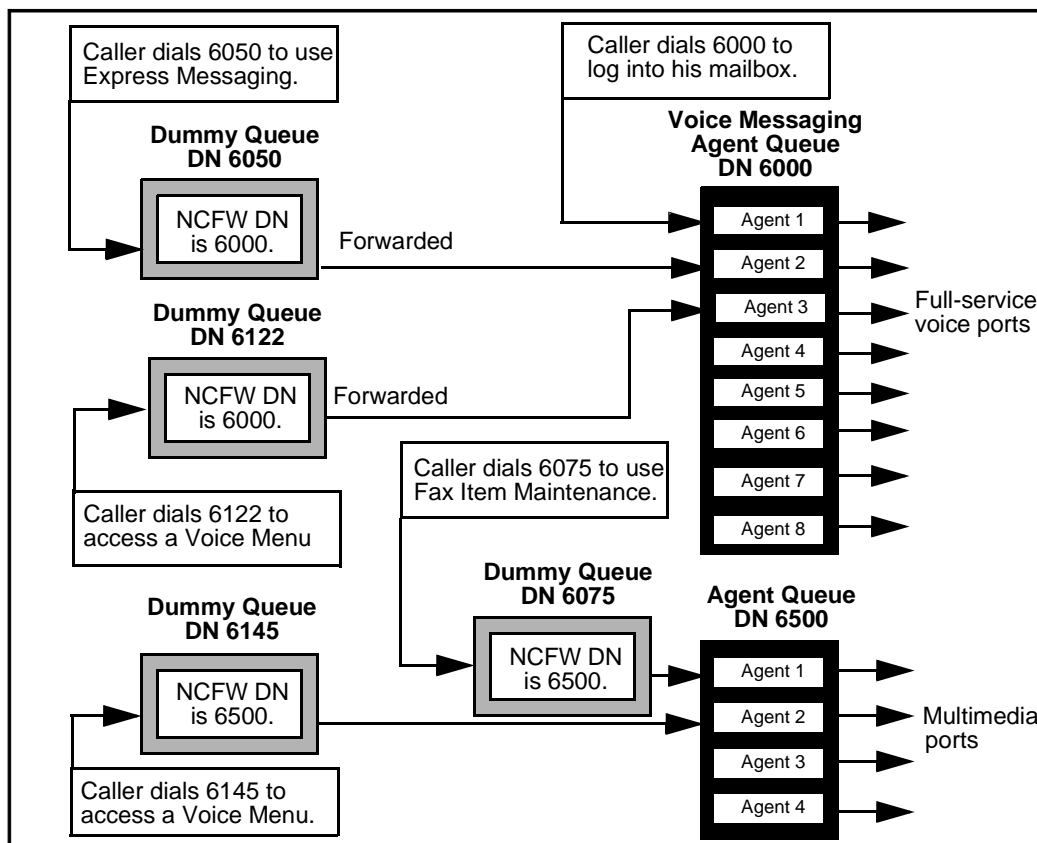 Caller dials 6050 to use
Express Messaging.
Caller dials 6000 to
log into his mailbox.
Dummy Queue
DN 6050
NCFW DN
is 6000.
Forwarded
Voice Messaging
Agent Queue
DN 6000
Agent 1
Agent 2
Agent 3
Agent 4
Agent 5
Agent 6
Agent 7
Agent 8
Full-service
voice ports
Dummy Queue
DN 6122
NCFW DN
is 6000.
Forwarded
Caller dials 6122 to
access a Voice Menu
Caller dials 6075 to use
Fax Item Maintenance.
Dummy Queue
DN 6075
NCFW DN
is 6500.
Dummy Queue
DN 6145
NCFW DN
is 6500.
Caller dials 6145 to
access a Voice Menu.
Agent Queue
DN 6500
Agent 1
Agent 2
Agent 3
Agent 4
Multimedia
ports